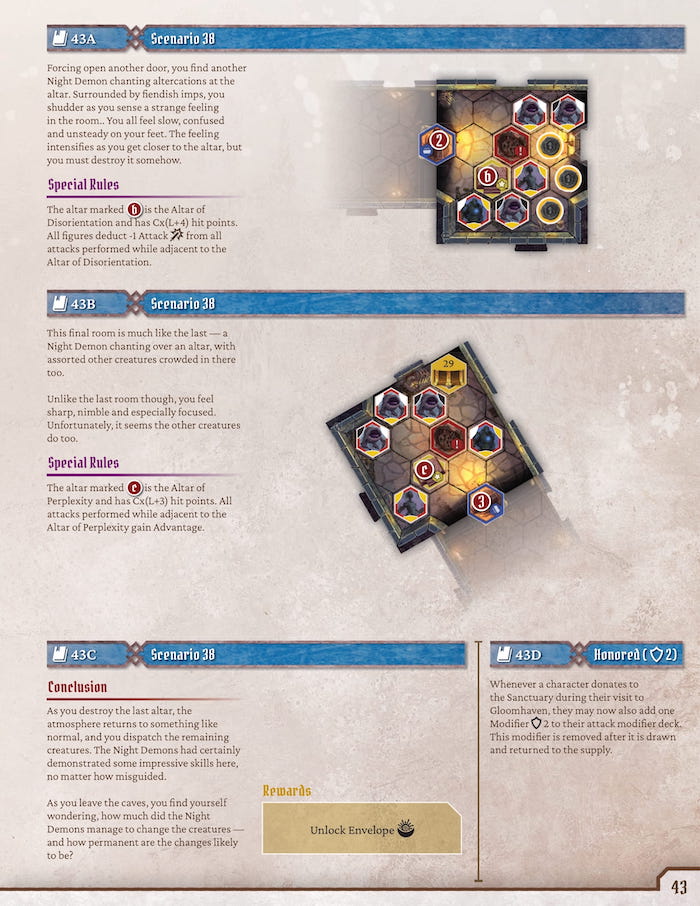 43A Scenario 38
Forcing open another door, you find another
Night Demon chanting altercations at the
altar. Surrounded by fiendish imps, you
shudder as you sense a strange feeling
in the room.. You all feel slow, confused
and unsteady on your feet. The feeling
intensifies as you get closer to the altar, but
you must destroy it somehow.
Special Rules
The altar marked b is the Altar of
Disorientation and has Cx(L+4) hit points.
All figures deduct -1 Attack from all
attacks performed while adjacent to the
Altar of Disorientation.
2
!
b
43B Scenario 38
This final room is much like the last — a
Night Demon chanting over an altar, with
assorted other creatures crowded in there
too.
Unlike the last room though, you feel
sharp, nimble and especially focused.
Unfortunately, it seems the other creatures
do too.
Special Rules
The altar marked c is the Altar of
Perplexity and has Cx(L+3) hit points. All
attacks performed while adjacent to the
Altar of Perplexity gain Advantage.
29
!
c
3
43C Scenario 38
Conclusion
As you destroy the last altar, the
atmosphere returns to something like
normal, and you dispatch the remaining
creatures. The Night Demons had certainly
demonstrated some impressive skills here,
no matter how misguided.
As you leave the caves, you find yourself
wondering, how much did the Night
Demons manage to change the creatures —
and how permanent are the changes likely
to be?
Rewards
Unlock Envelope
43D Honored ( 2)
Whenever a character donates to
the Sanctuary during their visit to
Gloomhaven, they may now also add one
Modifier 2 to their attack modifier deck.
This modifier is removed after it is drawn
and returned to the supply.
43